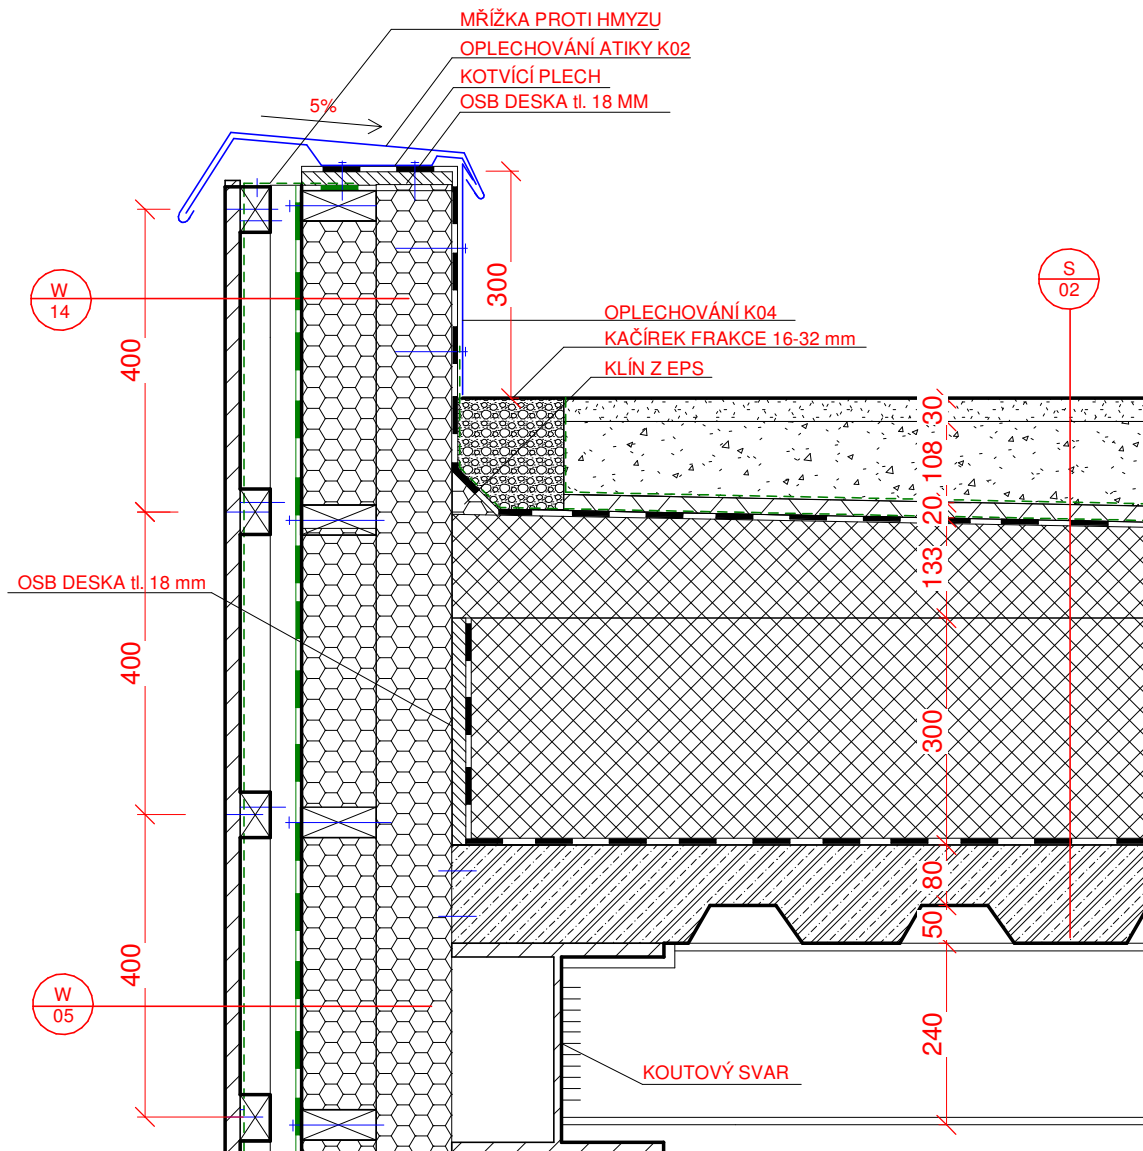 MŘÍŽKA PROTI HMYZU
OPLECHOVÁNÍ ATIKY K02
KOTVÍCÍ PLECH
OSB DESKA tl. 18 MM
5%
W
14
S
02
300
400
OPLECHOVÁNÍ K04
KAČÍREK FRAKCE 16-32 mm
KLÍN Z EPS
30
108
20
133
OSB DESKA tl. 18 mm
400
300
80
50
400
W
05
240
KOUTOVÝ SVAR